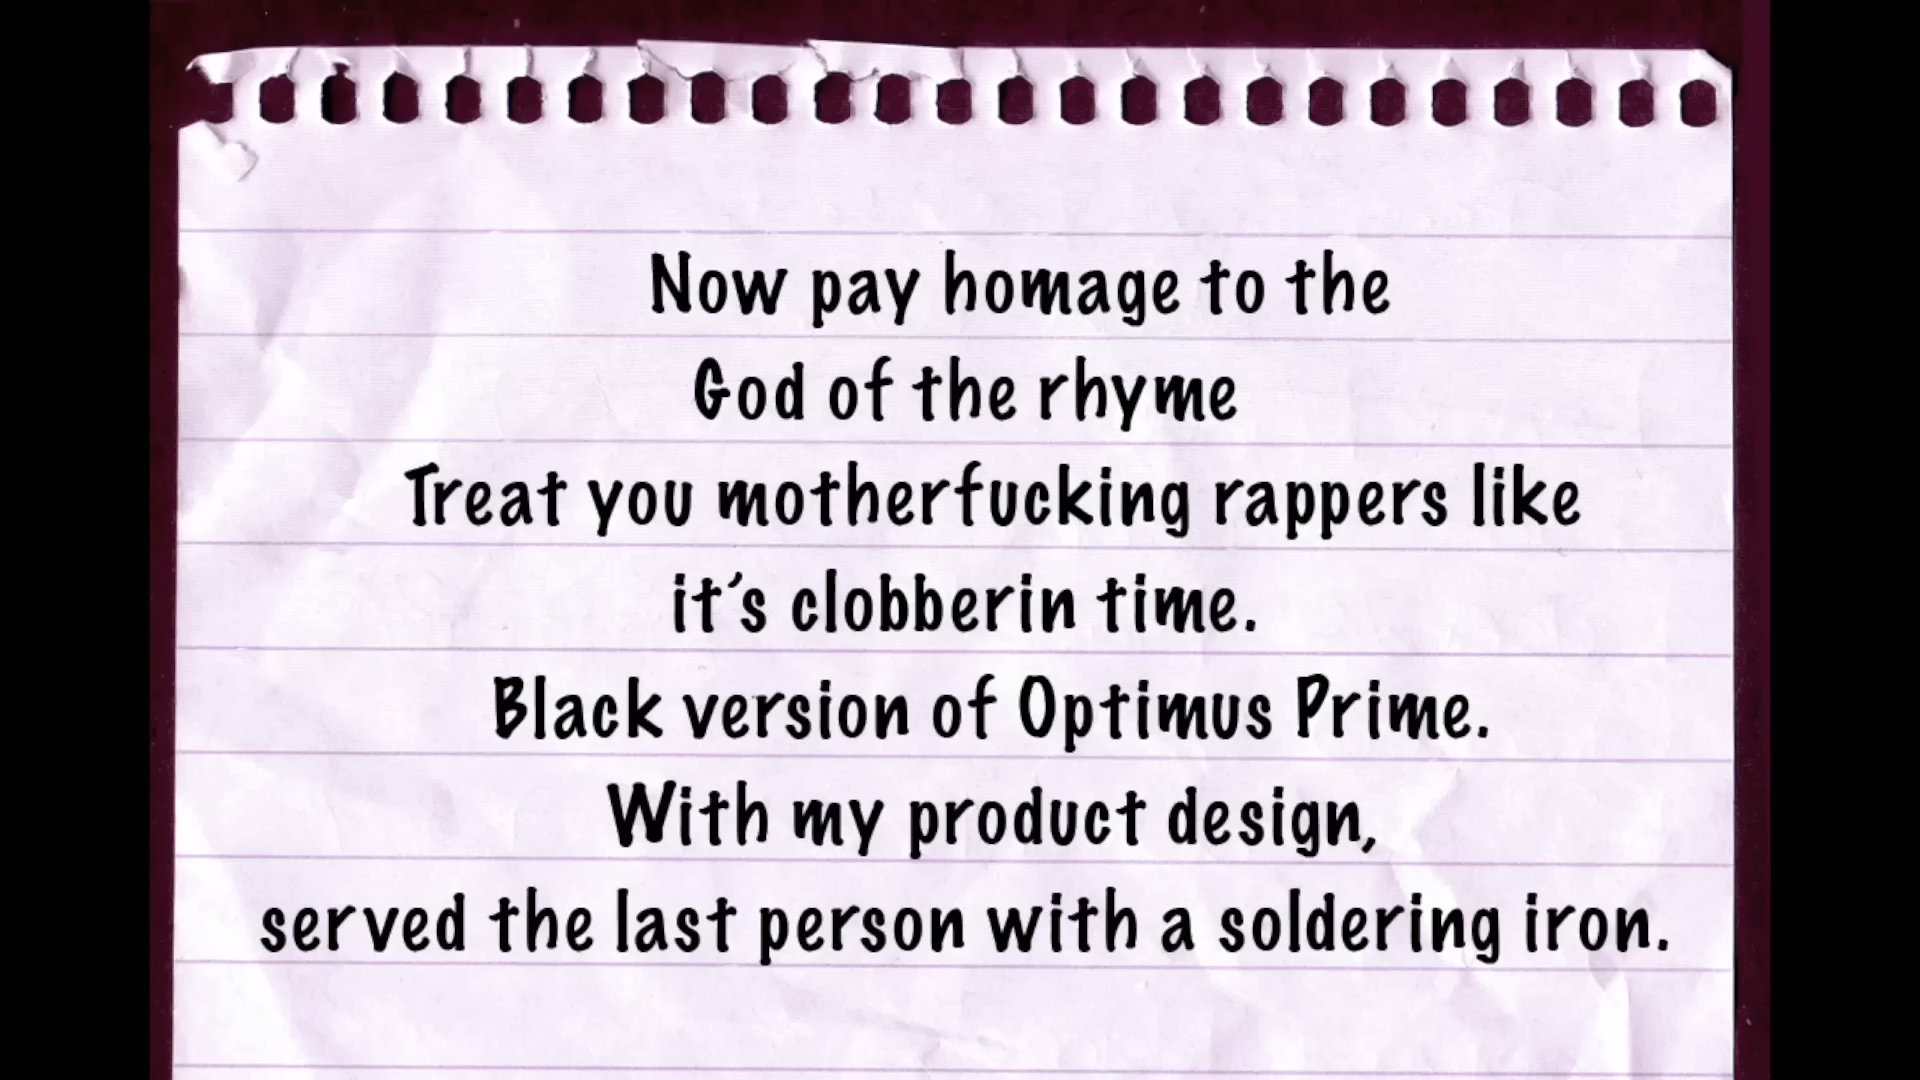 Now pay homage to the
God of the rhyme
Treat you motherfucking rappers like
it's clobberin time.
Black version of Optimus Prime.
With my product design,
served the last person with a soldering iron.